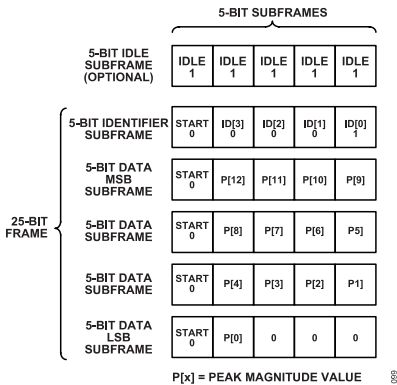 5-BIT SUBFRAMES
5-BIT IDLE
SUBFRAME
(OPTIONAL)
IDLE
1
IDLE
1
IDLE
1
IDLE
1
IDLE
1
25-BIT
FRAME
5-BIT IDENTIFIER
SUBFRAME
START
0
ID[3]
0
ID[2]
0
ID[1]
0
ID[0]
1
5-BIT DATA
MSB
SUBFRAME
START
0
P[12]
P[11]
P[10]
P[9]
5-BIT DATA
SUBFRAME
START
0
P[8]
P[7]
P[6]
P5]
5-BIT DATA
SUBFRAME
START
0
P[4]
P[3]
P[2]
P1]
5-BIT DATA
LSB
SUBFRAME
START
0
P[0]
0
0
0
P[x] = PEAK MAGNITUDE VALUE
099